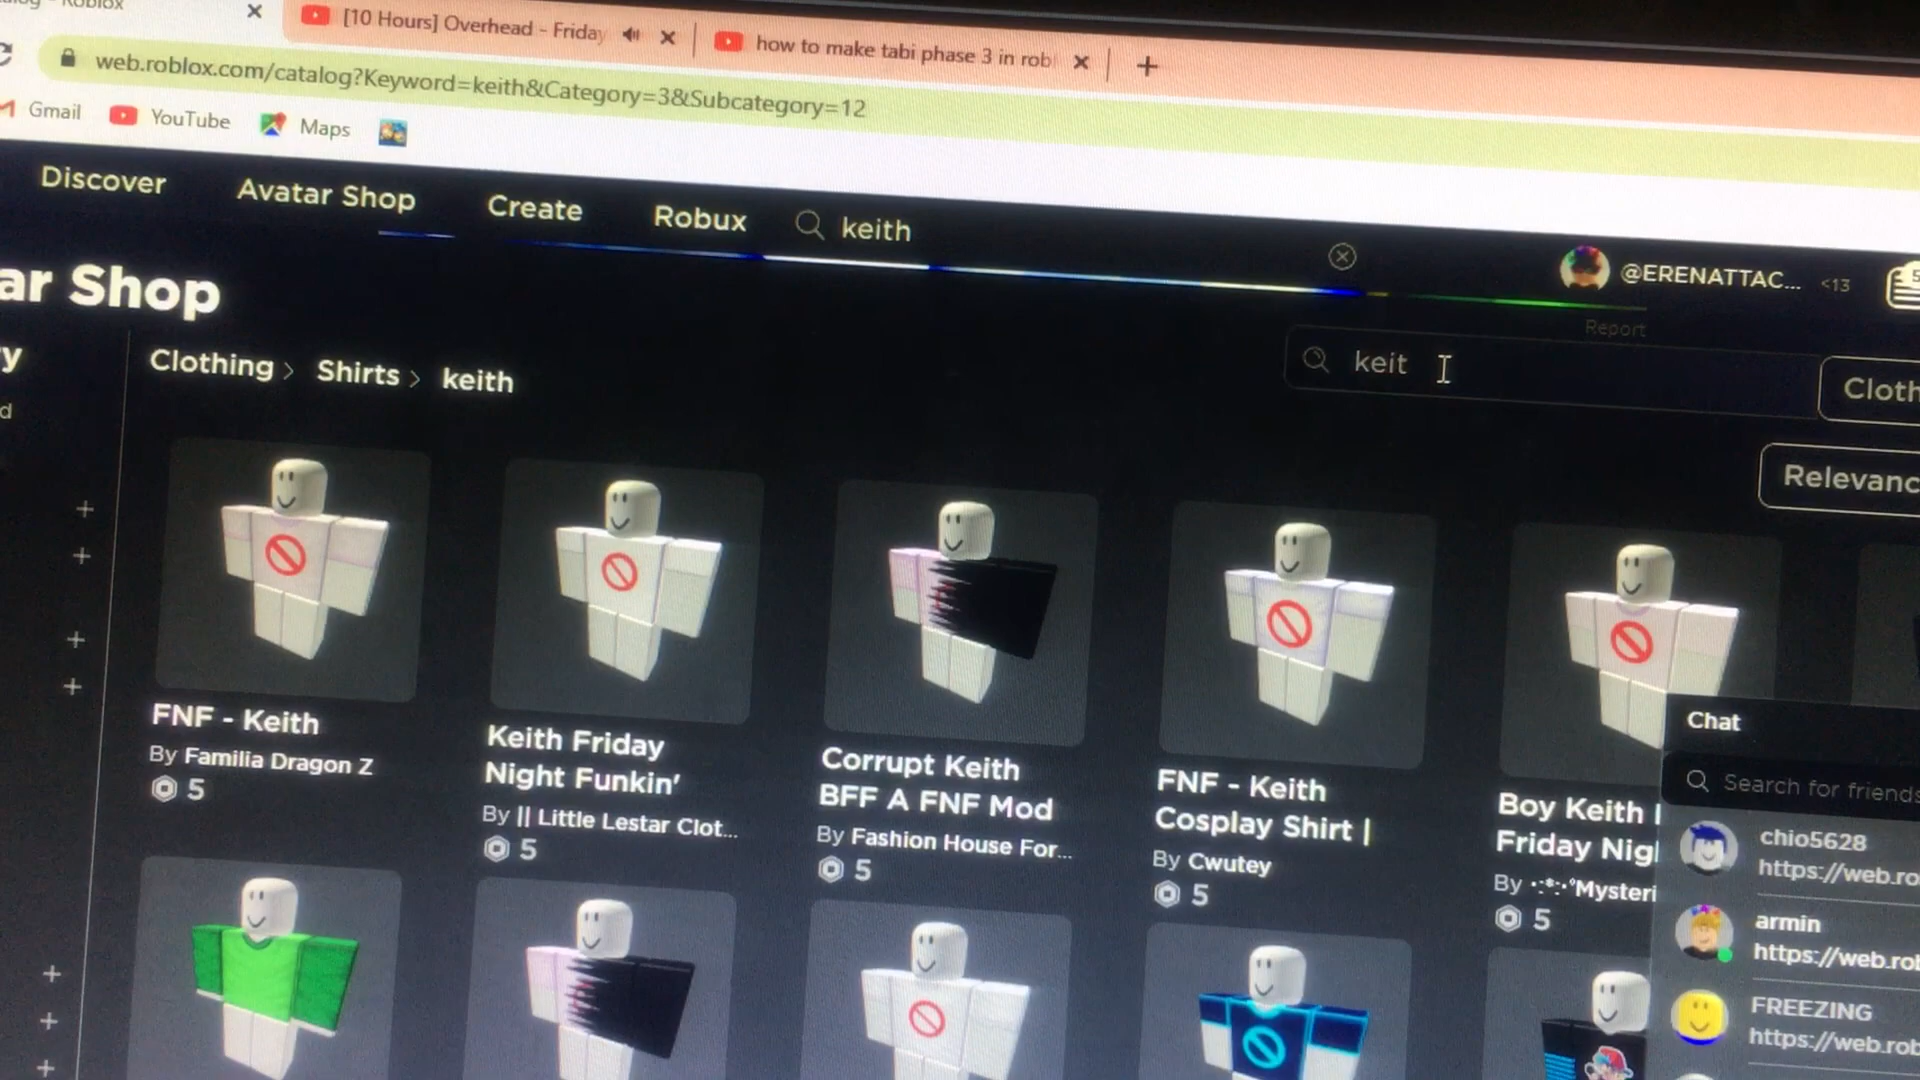 Roblox
[10 Hours] Overhead - Friday
how to make tabi phase 3 in rob
web.roblox.com/catalog?Keyword=keith&Category=3&Subcategory=12
Gmail
YouTube
Maps
Discover
Avatar Shop
Create
Robux
keith
@ERENATTAC...
<13
ar Shop
Report
keit
Cloth
Clothing > Shirts > keith
Relevanc
FNF - Keith
By Familia Dragon Z
5
Keith Friday
Night Funkin'
By || Little Lestar Clot...
5
Corrupt Keith
BFF A FNF Mod
By Fashion House For...
5
FNF - Keith
Cosplay Shirt |
By Cwutey
5
Boy Keith |
Friday Nig
By
Mysteri
5
Chat
Search for friends
chio5628
https://web.ro
armin
https://web.rob
FREEZING
https://web.rob